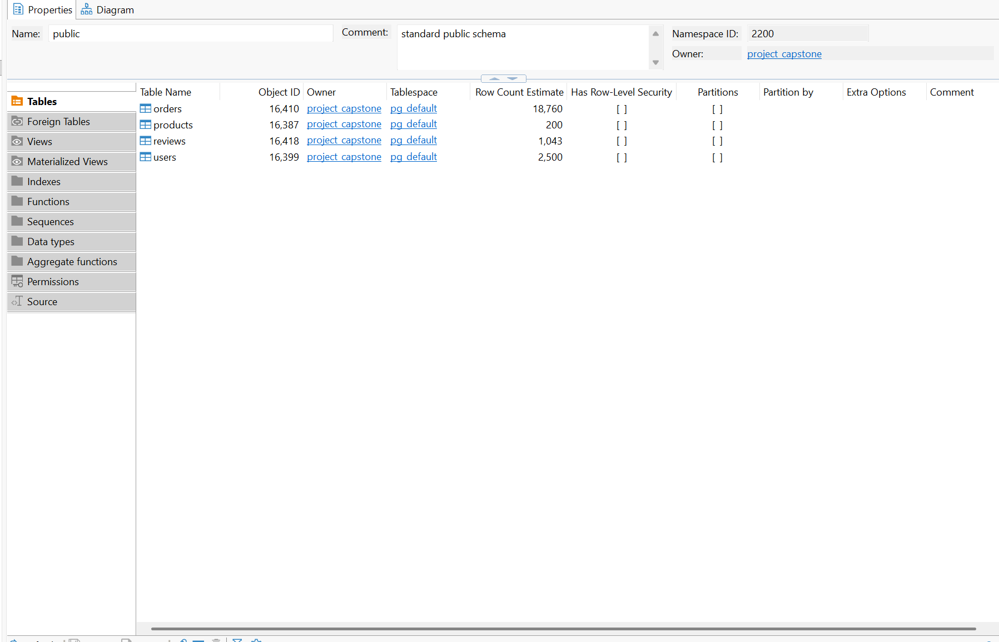 Properties Diagram
Name: public Comment: standard public schema Namespace ID: 2200
Owner: project_capstone
Table Name Object ID Owner Tablespace Row Count Estimate Has Row-Level Security Partitions Partition by Extra Options Comment
orders 16,410 project_capstone pg_default 18,760 [ ] [ ]
products 16,387 project_capstone pg_default 200 [ ] [ ]
reviews 16,418 project_capstone pg_default 1,043 [ ] [ ]
users 16,399 project_capstone pg_default 2,500 [ ] [ ]
Tables
Foreign Tables
Views
Materialized Views
Indexes
Functions
Sequences
Data types
Aggregate functions
Permissions
Source